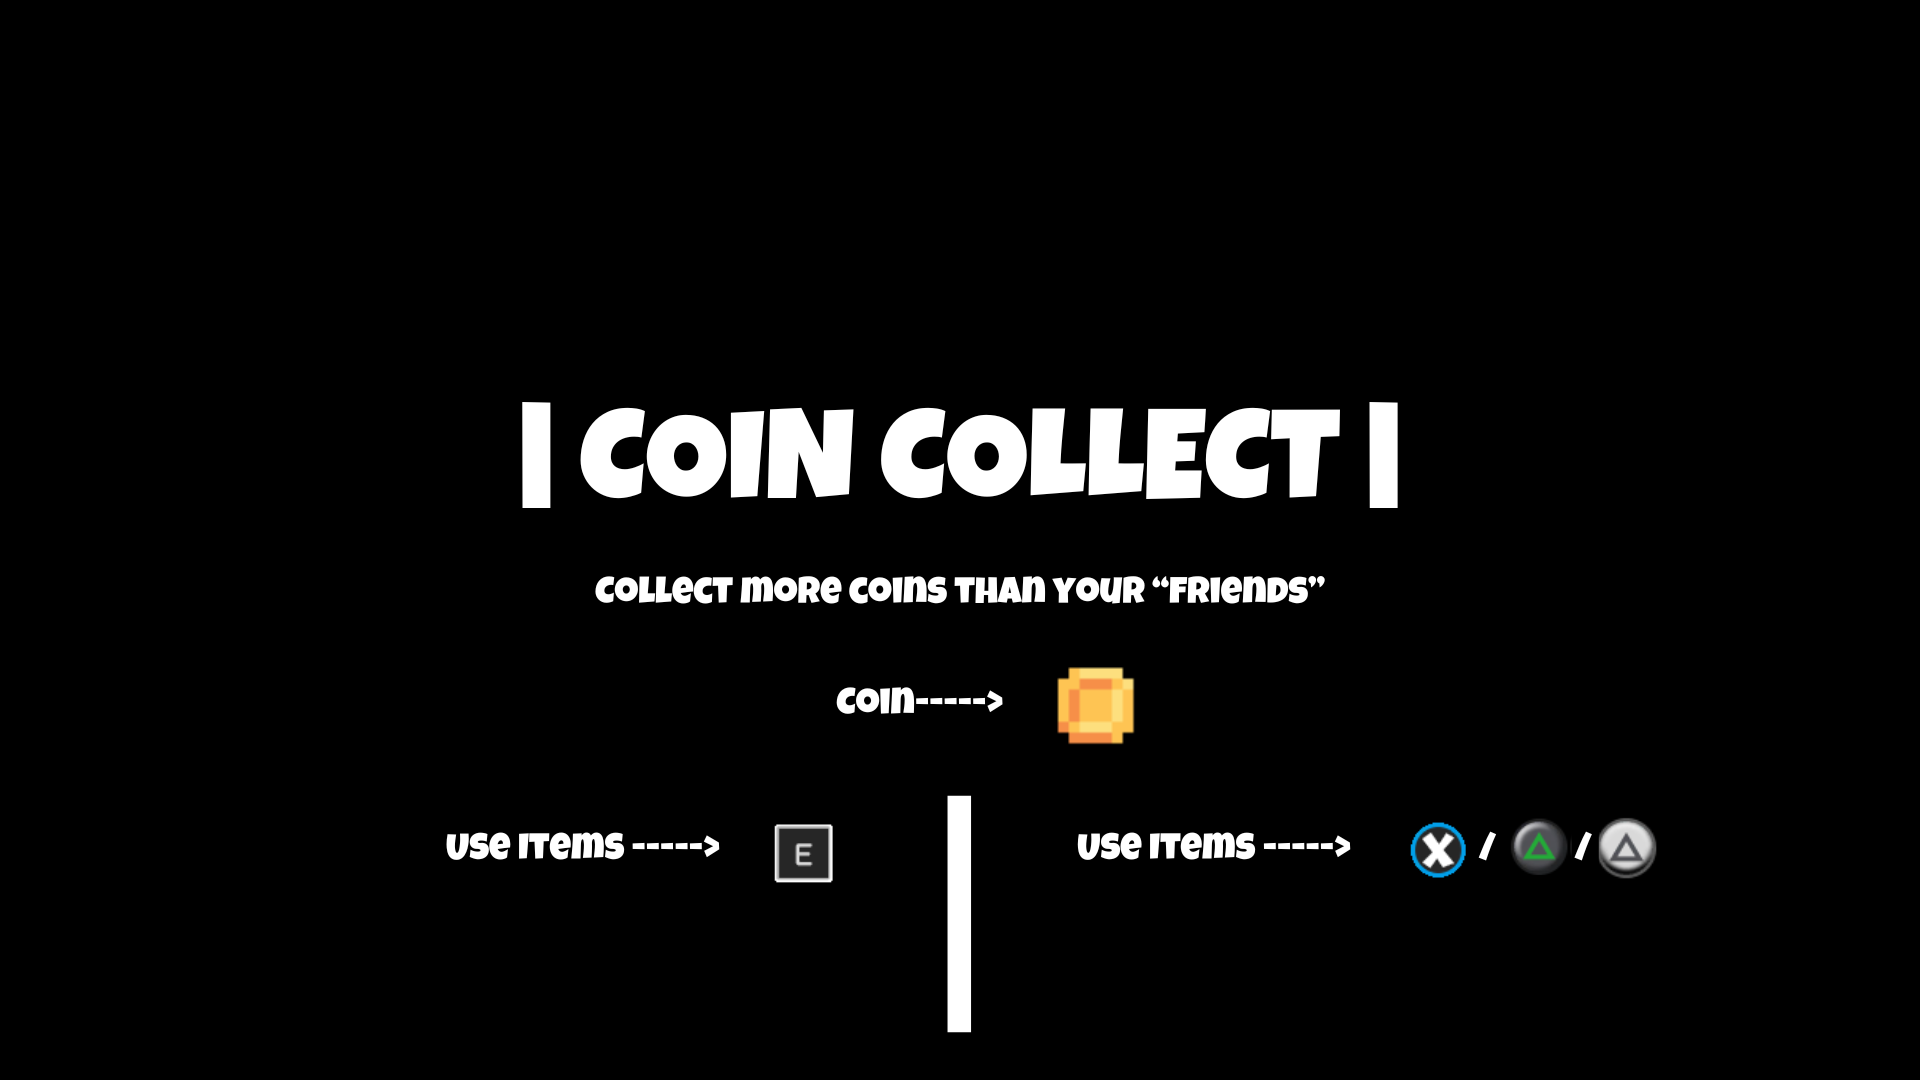 | COIN COLLECT |
COLLECT MORE COINS THAN YOUR “FRIENDS”
COIN----->
USE ITEMS -----> E
USE ITEMS -----> X / △ / △